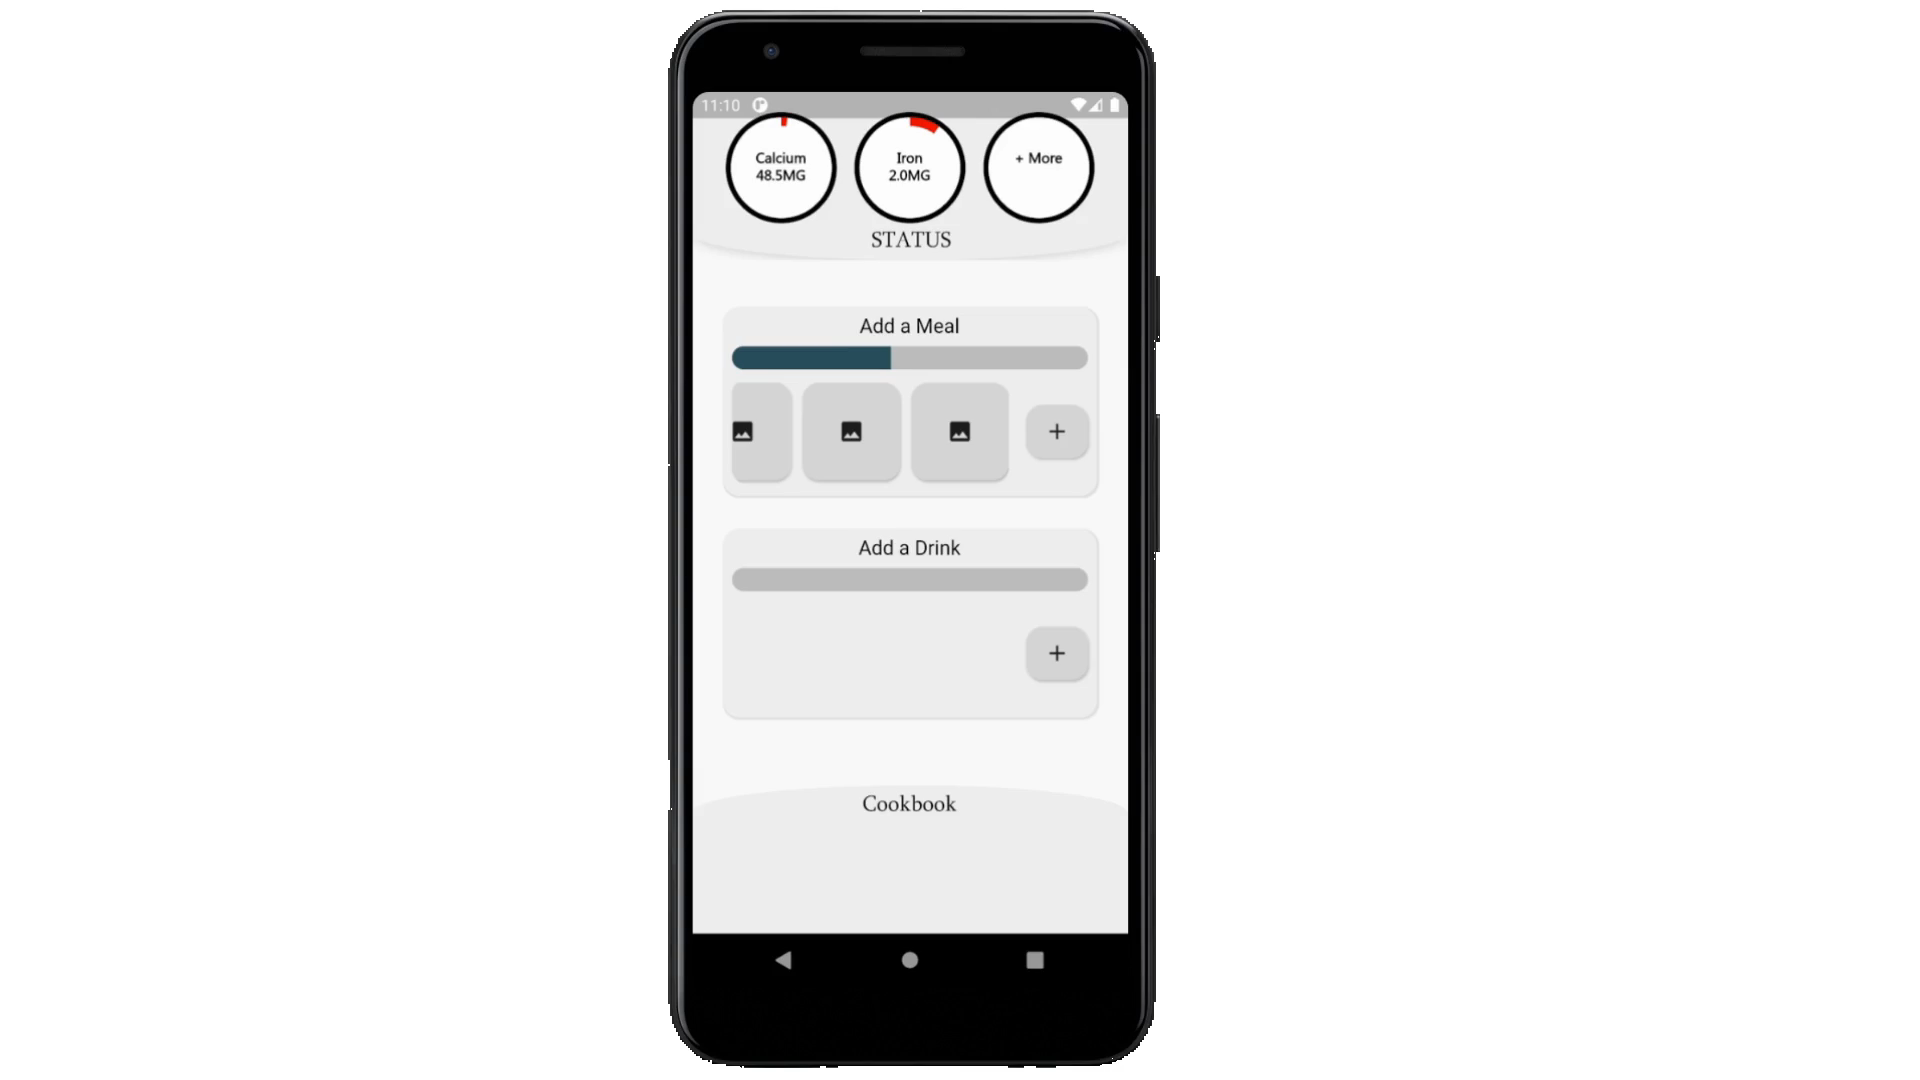 11:10
Calcium
48.5MG
Iron
2.0MG
+ More
STATUS
Add a Meal
+
Add a Drink
+
Cookbook